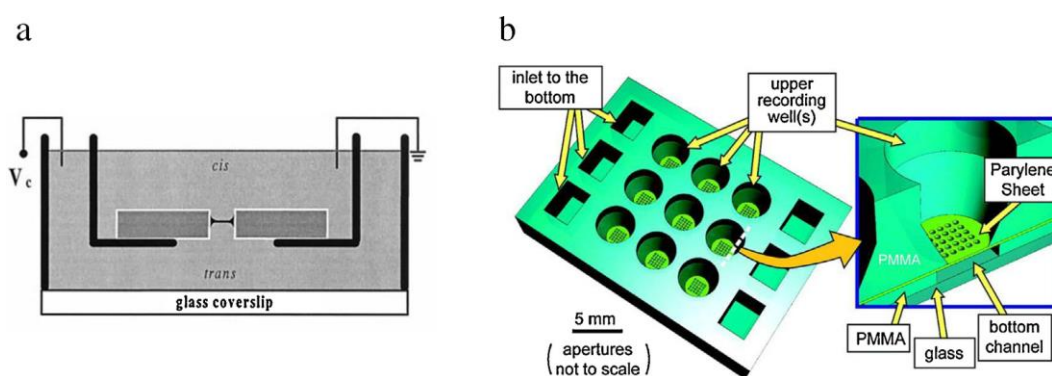 a
cis
V c
trans
glass coverslip
b
inlet to the
bottom
upper
recording
well(s)
Parylene
Sheet
PMMA
5 mm
( apertures
not to scale )
PMMA
glass
bottom
channel